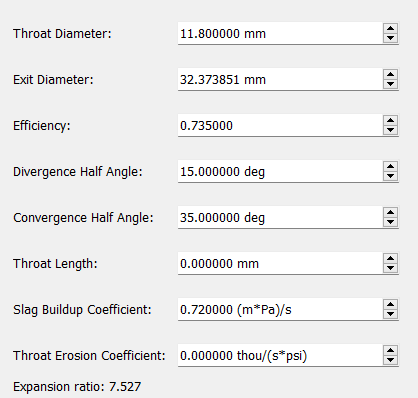 Throat Diameter: 11.800000 mm
Exit Diameter: 32.373851 mm
Efficiency: 0.735000
Divergence Half Angle: 15.000000 deg
Convergence Half Angle: 35.000000 deg
Throat Length: 0.000000 mm
Slag Buildup Coefficient: 0.720000 (m*Pa)/s
Throat Erosion Coefficient: 0.000000 thou/(s*psi)
Expansion ratio: 7.527